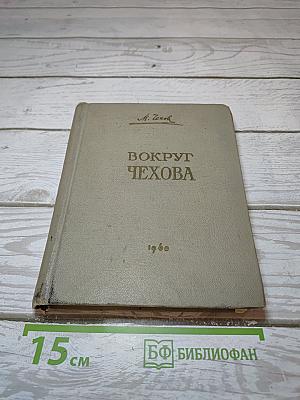 М. Чехов
ВОКРУГ
ЧЕХОВА
1960
15 см
БФ БИБЛИОФАН